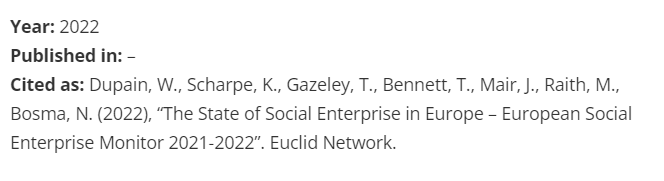 Year: 2022
Published in: –
Cited as: Dupain, W., Scharpe, K., Gazeley, T., Bennett, T., Mair, J., Raith, M.,
Bosma, N. (2022), “The State of Social Enterprise in Europe – European Social
Enterprise Monitor 2021-2022”. Euclid Network.